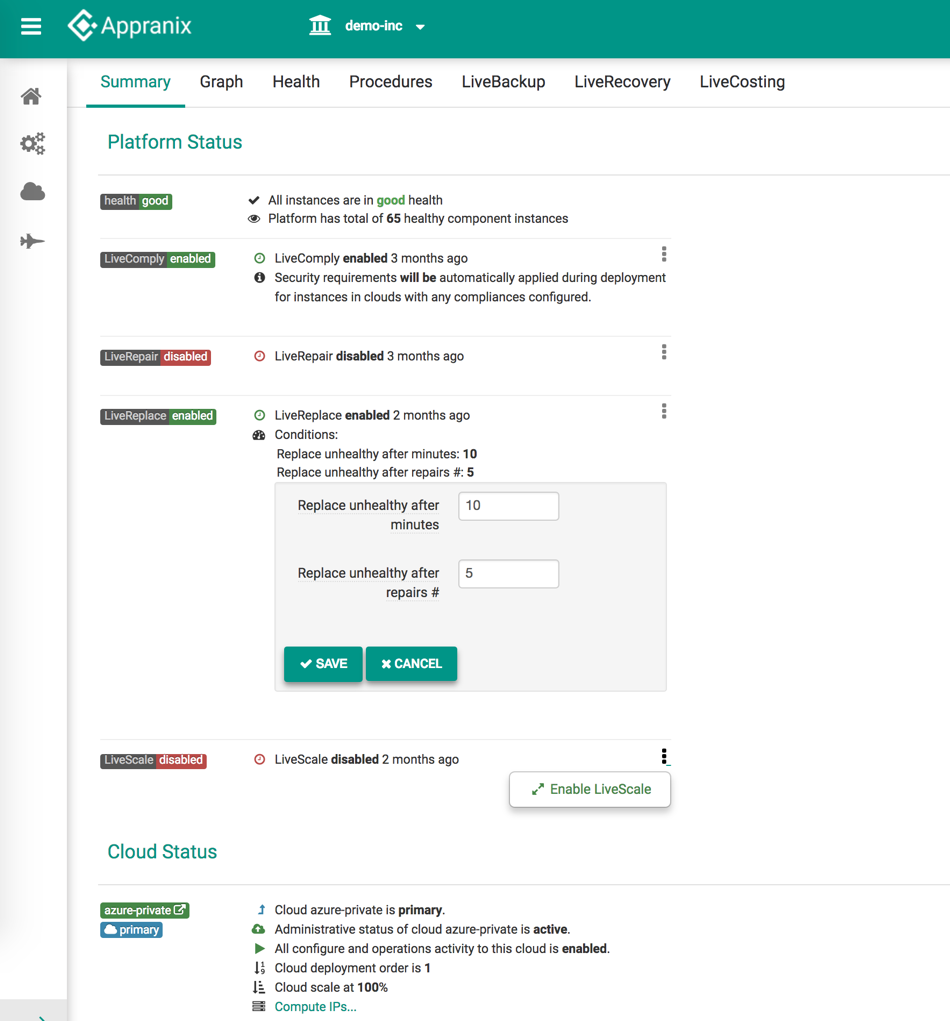 Appranix
demo-inc
Summary Graph Health Procedures LiveBackup LiveRecovery LiveCosting
Platform Status
health good
All instances are in good health
Platform has total of 65 healthy component instances
LiveComply enabled
LiveComply enabled 3 months ago
Security requirements will be automatically applied during deployment
for instances in clouds with any compliances configured.
LiveRepair disabled
LiveRepair disabled 3 months ago
LiveReplace enabled
LiveReplace enabled 2 months ago
Conditions:
Replace unhealthy after minutes: 10
Replace unhealthy after repairs #: 5
Replace unhealthy after
minutes
10
Replace unhealthy after
repairs #
5
SAVE CANCEL
LiveScale disabled
LiveScale disabled 2 months ago
Enable LiveScale
Cloud Status
azure-private
primary
Cloud azure-private is primary.
Administrative status of cloud azure-private is active.
All configure and operations activity to this cloud is enabled.
Cloud deployment order is 1
Cloud scale at 100%
Compute IPs...